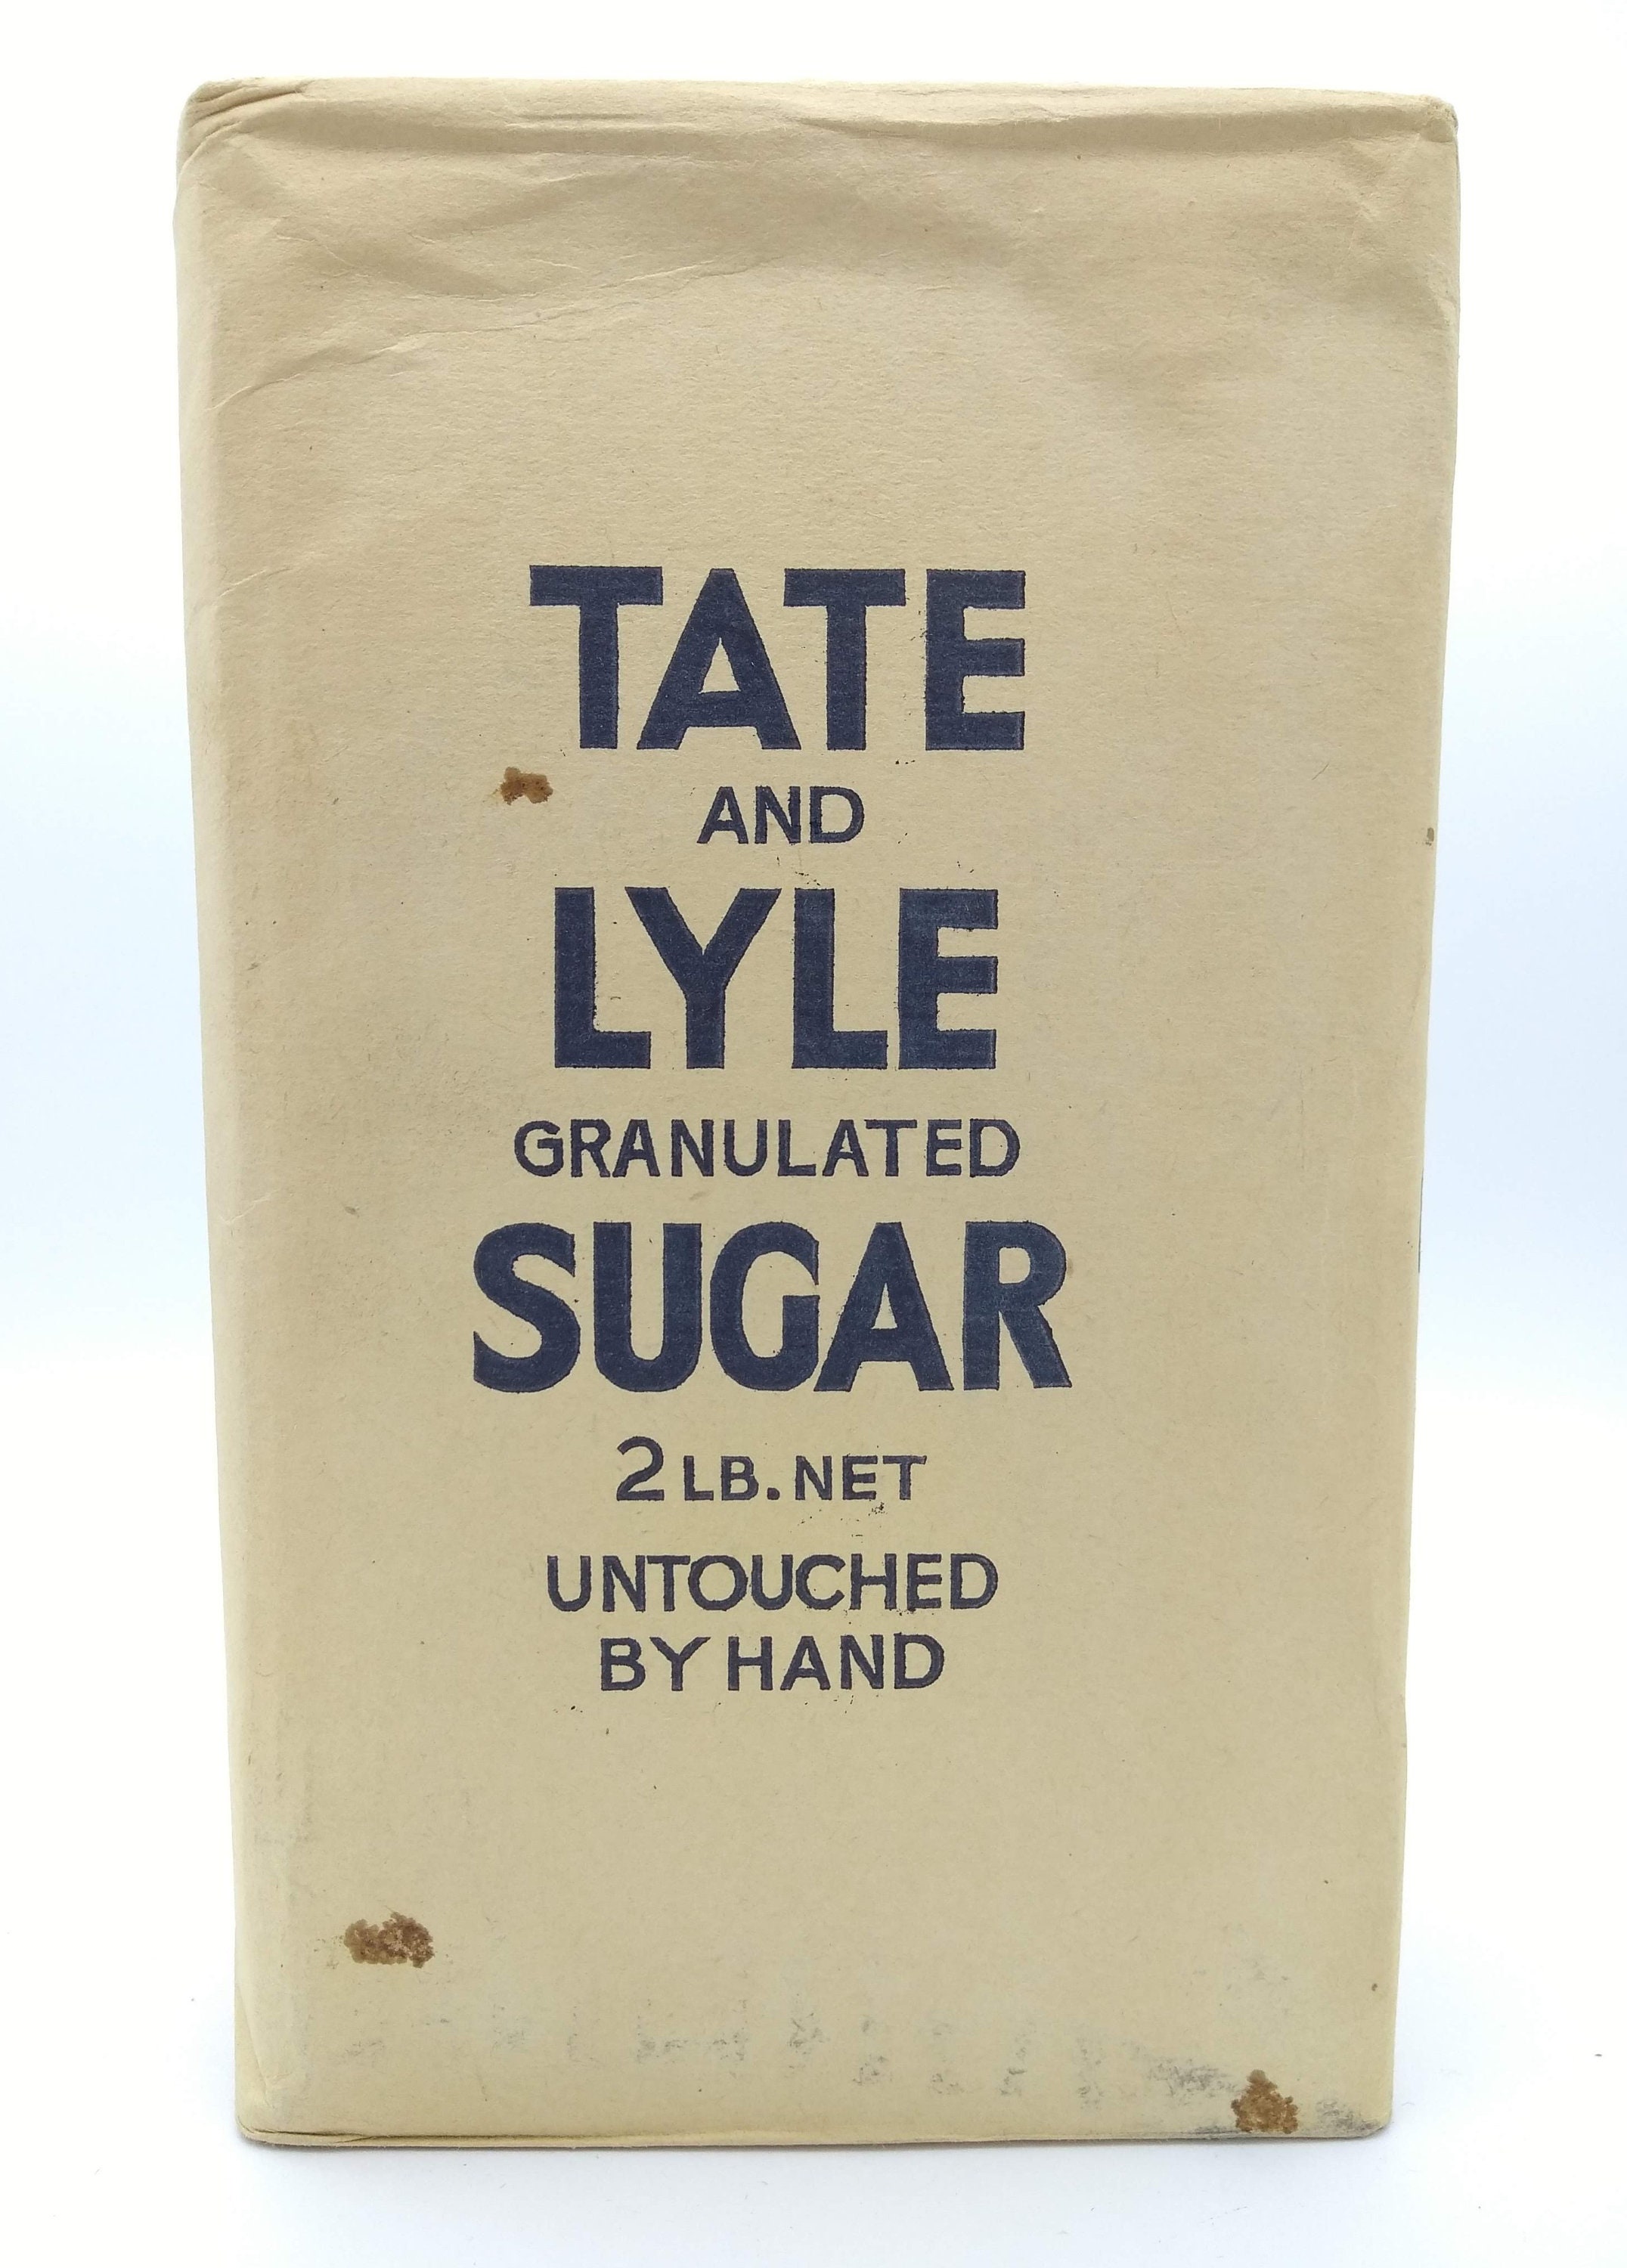 TATE
AND
LYLE
GRANULATED
SUGAR
2 LB. NET
UNTOUCHED
BY HAND